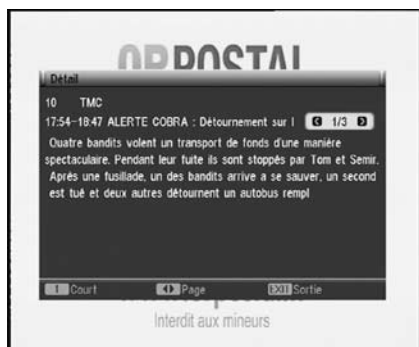 POSTAL
Détail
10 TMC
17:54-18:47 ALERTE COBRA : Détournement sur l 1/3
Quatre bandits volent un transport de fonds d'une manière
spectaculaire. Pendant leur fuite ils sont stoppés par Tom et Semir.
Après une fusillade, un des bandits arrive a se sauver, un second
est tué et deux autres détournent un autobus rempl
1 Court Page EXIT Sortie
Interdit aux mineurs